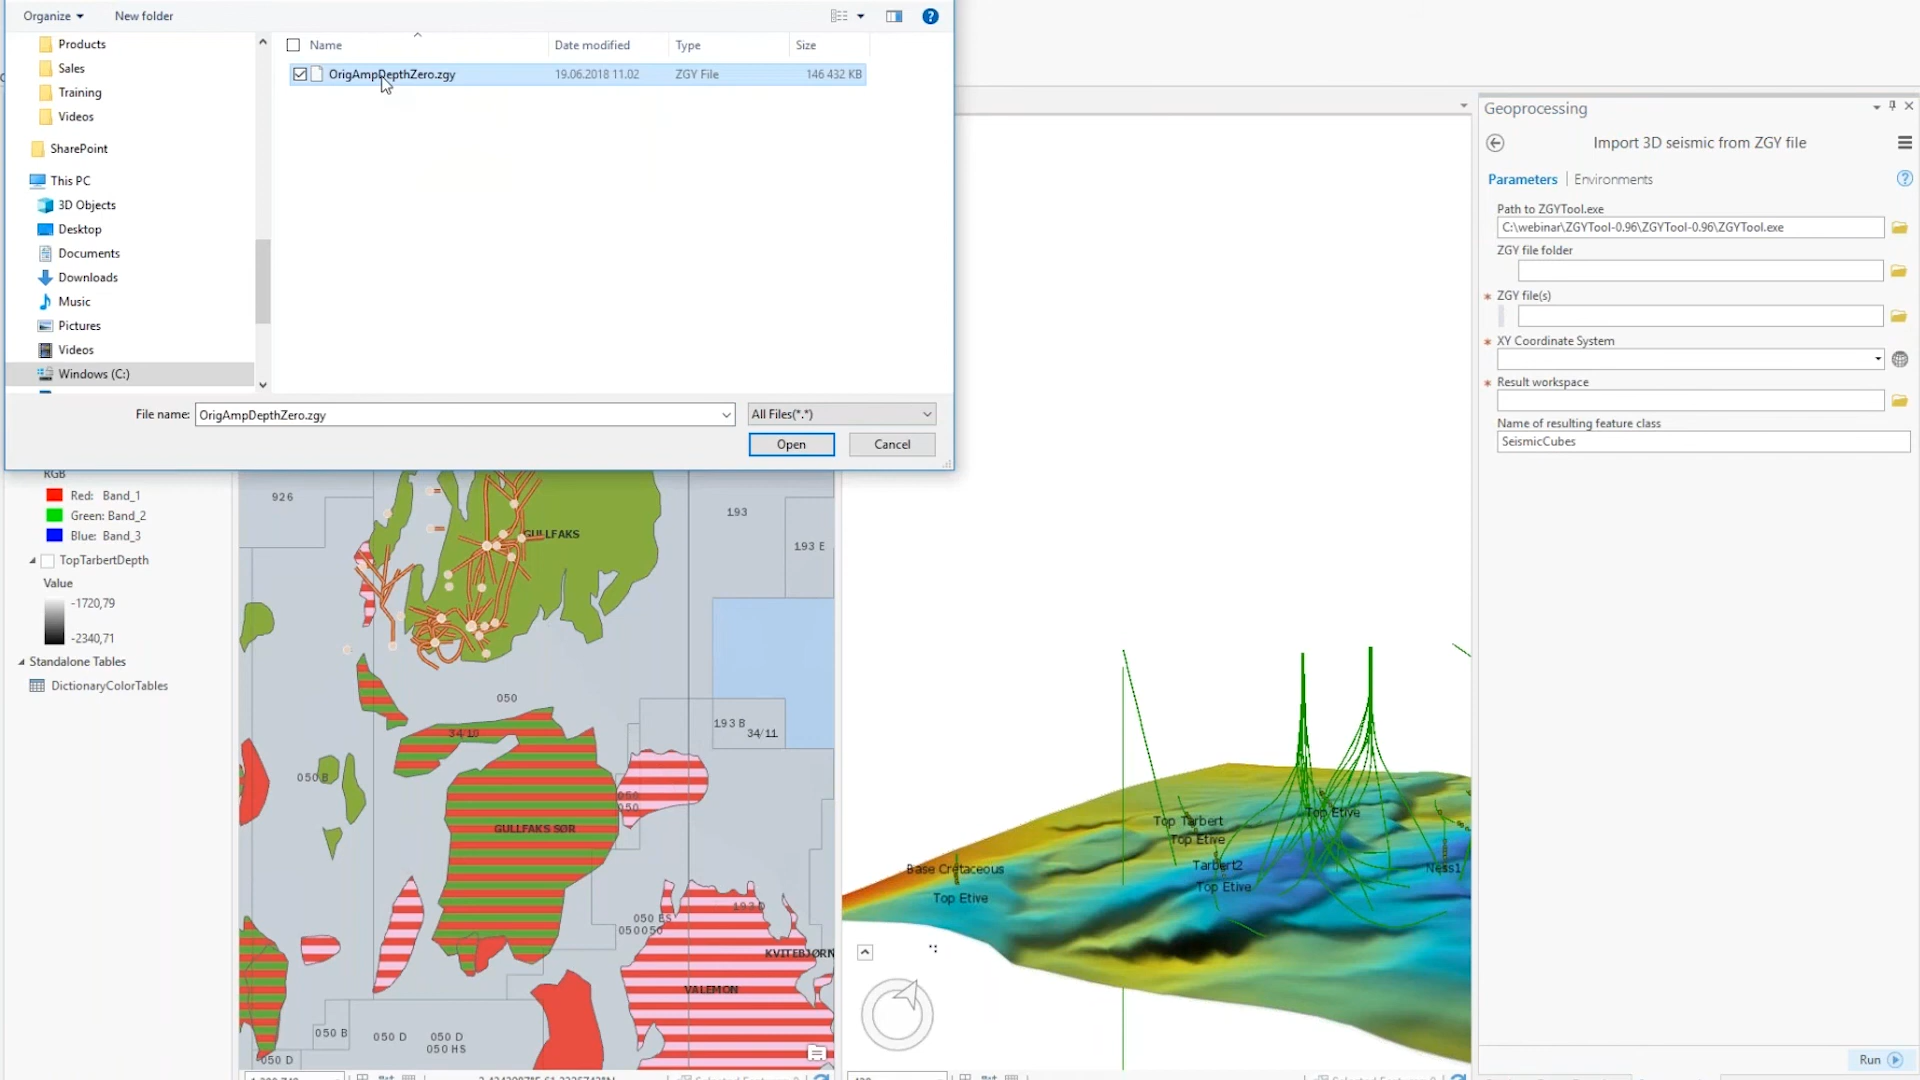 Organize
New folder
Products
Sales
Training
Videos
SharePoint
This PC
3D Objects
Desktop
Documents
Downloads
Music
Pictures
Videos
Windows (C:)
Name
Date modified
Type
Size
OrigAmpDepthZero.zgy
19.06.2018 11.02
ZGY File
146 432 KB
File name:
OrigAmpDepthZero.zgy
All Files(*.*)
Open
Cancel
RGB
Red: Band_1
Green: Band_2
Blue: Band_3
TopTarbertDepth
Value
-1720,79
-2340,71
Standalone Tables
DictionaryColorTables
926
GULLFAKS
193
193 E
050
34/10
193 B
34/11
050 B
050
050
GULLFAKS SØR
193 D
050 ES
050050
KVITEBJØRN
VALEMON
050 B
050 D
050 D
050 HS
050 D
Top Tarbert
Top Etive
Top Etive
Tarbert2
Top Etive
Base Cretaceous
Top Etive
Ness1
Geoprocessing
Import 3D seismic from ZGY file
Parameters
Environments
Path to ZGYTool.exe
C:\webinar\ZGYTool-0.96\ZGYTool-0.96\ZGYTool.exe
ZGY file folder
ZGY file(s)
XY Coordinate System
Result workspace
Name of resulting feature class
SeismicCubes
Run